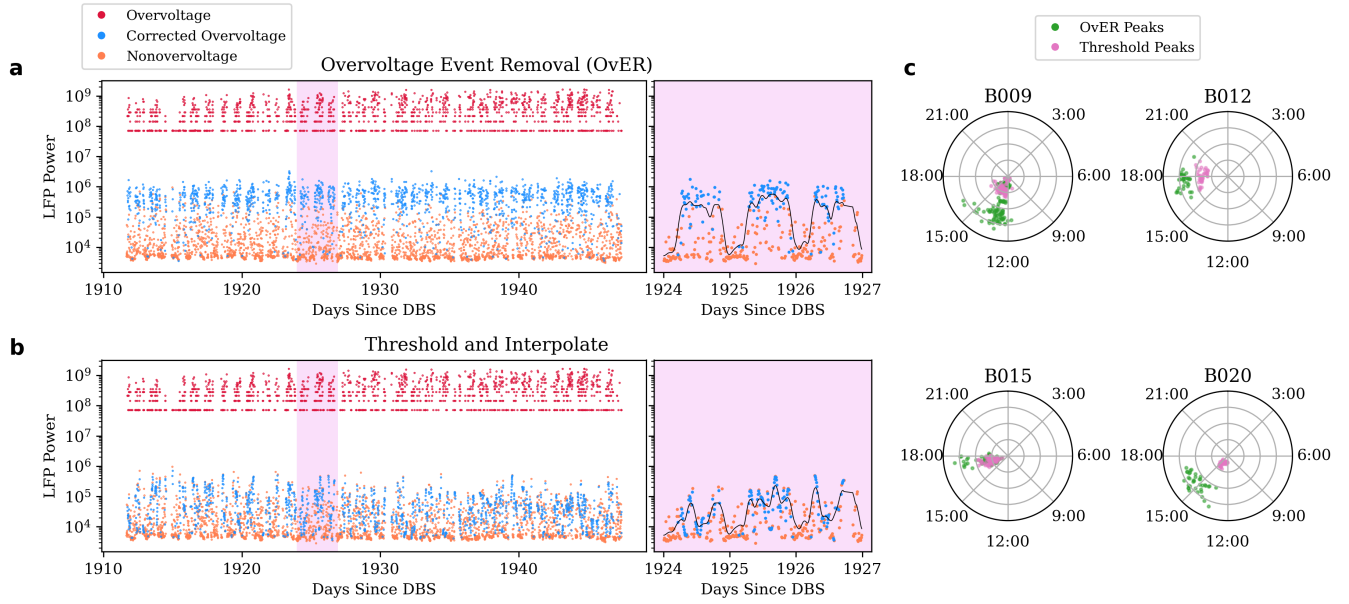 Overvoltage
Corrected Overvoltage
Nonovervoltage
OvER Peaks
Threshold Peaks
a
Overvoltage Event Removal (OvER)
LFP Power
10⁹
10⁸
10⁷
10⁶
10⁵
10⁴
1910 1920 1930 1940
Days Since DBS
1924 1925 1926 1927
Days Since DBS
b
Threshold and Interpolate
LFP Power
10⁹
10⁸
10⁷
10⁶
10⁵
10⁴
1910 1920 1930 1940
Days Since DBS
1924 1925 1926 1927
Days Since DBS
c
B009
21:00 3:00
18:00 6:00
15:00 9:00
12:00
B012
21:00 3:00
18:00 6:00
15:00 9:00
12:00
B015
21:00 3:00
18:00 6:00
15:00 9:00
12:00
B020
21:00 3:00
18:00 6:00
15:00 9:00
12:00